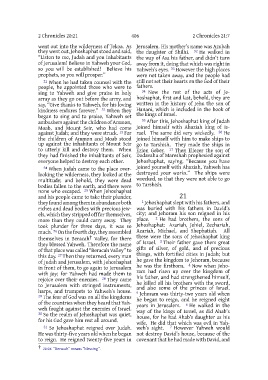 2 Chronicles 20:21
406
2 Chronicles 21:7
went out into the wilderness of Tekoa. As
they went out, Jehoshaphat stood and said,
“Listen to me, Judah and you inhabitants
of Jerusalem! Believe in Yahweh your God,
so you will be established! Believe his
prophets, so you will prosper.”
21 When he had taken counsel with the
people, he appointed those who were to
sing to Yahweh and give praise in holy
array as they go out before the army, and
say, “Give thanks to Yahweh, for his loving
kindness endures forever.” 22 When they
began to sing and to praise, Yahweh set
ambushers against the children of Ammon,
Moab, and Mount Seir, who had come
against Judah; and they were struck. 23 For
the children of Ammon and Moab stood
up against the inhabitants of Mount Seir
to utterly kill and destroy them. When
they had finished the inhabitants of Seir,
everyone helped to destroy each other.
24 When Judah came to the place over-
looking the wilderness, they looked at the
multitude; and behold, they were dead
bodies fallen to the earth, and there were
none who escaped. 25 When Jehoshaphat
and his people came to take their plunder,
they found among them in abundance both
riches and dead bodies with precious jew-
els, which they stripped off for themselves,
more than they could carry away. They
took plunder for three days, it was so
much. 26 On the fourth day, they assembled
themselves in Beracah* valley, for there
they blessed Yahweh. Therefore the name
of that place was called “Beracah Valley” to
this day. 27 Then they returned, every man
of Judah and Jerusalem, with Jehoshaphat
in front of them, to go again to Jerusalem
with joy; for Yahweh had made them to
rejoice over their enemies. 28 They came
to Jerusalem with stringed instruments,
harps, and trumpets to Yahweh’s house.
29 The fear of God was on all the kingdoms
of the countries when they heard that Yah-
weh fought against the enemies of Israel.
30 So the realm of Jehoshaphat was quiet,
for his God gave him rest all around.
31 So Jehoshaphat reigned over Judah.
He was thirty-five years old when he began
to reign. He reigned twenty-five years in
* 20:26 “Beracah” means “blessing”.
Jerusalem. His mother’s name was Azubah
the daughter of Shilhi. 32 He walked in
the way of Asa his father, and didn’t turn
away from it, doing that which was right in
Yahweh’s eyes. 33 However the high places
were not taken away, and the people had
still not set their hearts on the God of their
fathers.
34 Now the rest of the acts of Je-
hoshaphat, first and last, behold, they are
written in the history of Jehu the son of
Hanani, which is included in the book of
the kings of Israel.
35 After this, Jehoshaphat king of Judah
joined himself with Ahaziah king of Is-
rael. The same did very wickedly. 36 He
joined himself with him to make ships to
go to Tarshish. They made the ships in
Ezion Geber. 37 Then Eliezer the son of
Dodavahu of Mareshah prophesied against
Jehoshaphat, saying, “Because you have
joined yourself with Ahaziah, Yahweh has
destroyed your works.” The ships were
wrecked, so that they were not able to go
to Tarshish.
21
1 Jehoshaphat slept with his fathers, and
was buried with his fathers in David’s
city; and Jehoram his son reigned in his
place. 2 He had brothers, the sons of
Jehoshaphat: Azariah, Jehiel, Zechariah,
Azariah, Michael, and Shephatiah. All
these were the sons of Jehoshaphat king
of Israel. 3 Their father gave them great
gifts of silver, of gold, and of precious
things, with fortified cities in Judah; but
he gave the kingdom to Jehoram, because
he was the firstborn. 4 Now when Jeho-
ram had risen up over the kingdom of
his father, and had strengthened himself,
he killed all his brothers with the sword,
and also some of the princes of Israel.
5 Jehoram was thirty-two years old when
he began to reign, and he reigned eight
years in Jerusalem. 6 He walked in the
way of the kings of Israel, as did Ahab’s
house, for he had Ahab’s daughter as his
wife. He did that which was evil in Yah-
weh’s sight. 7 However Yahweh would
not destroy David’s house, because of the
covenant that he had made with David, and